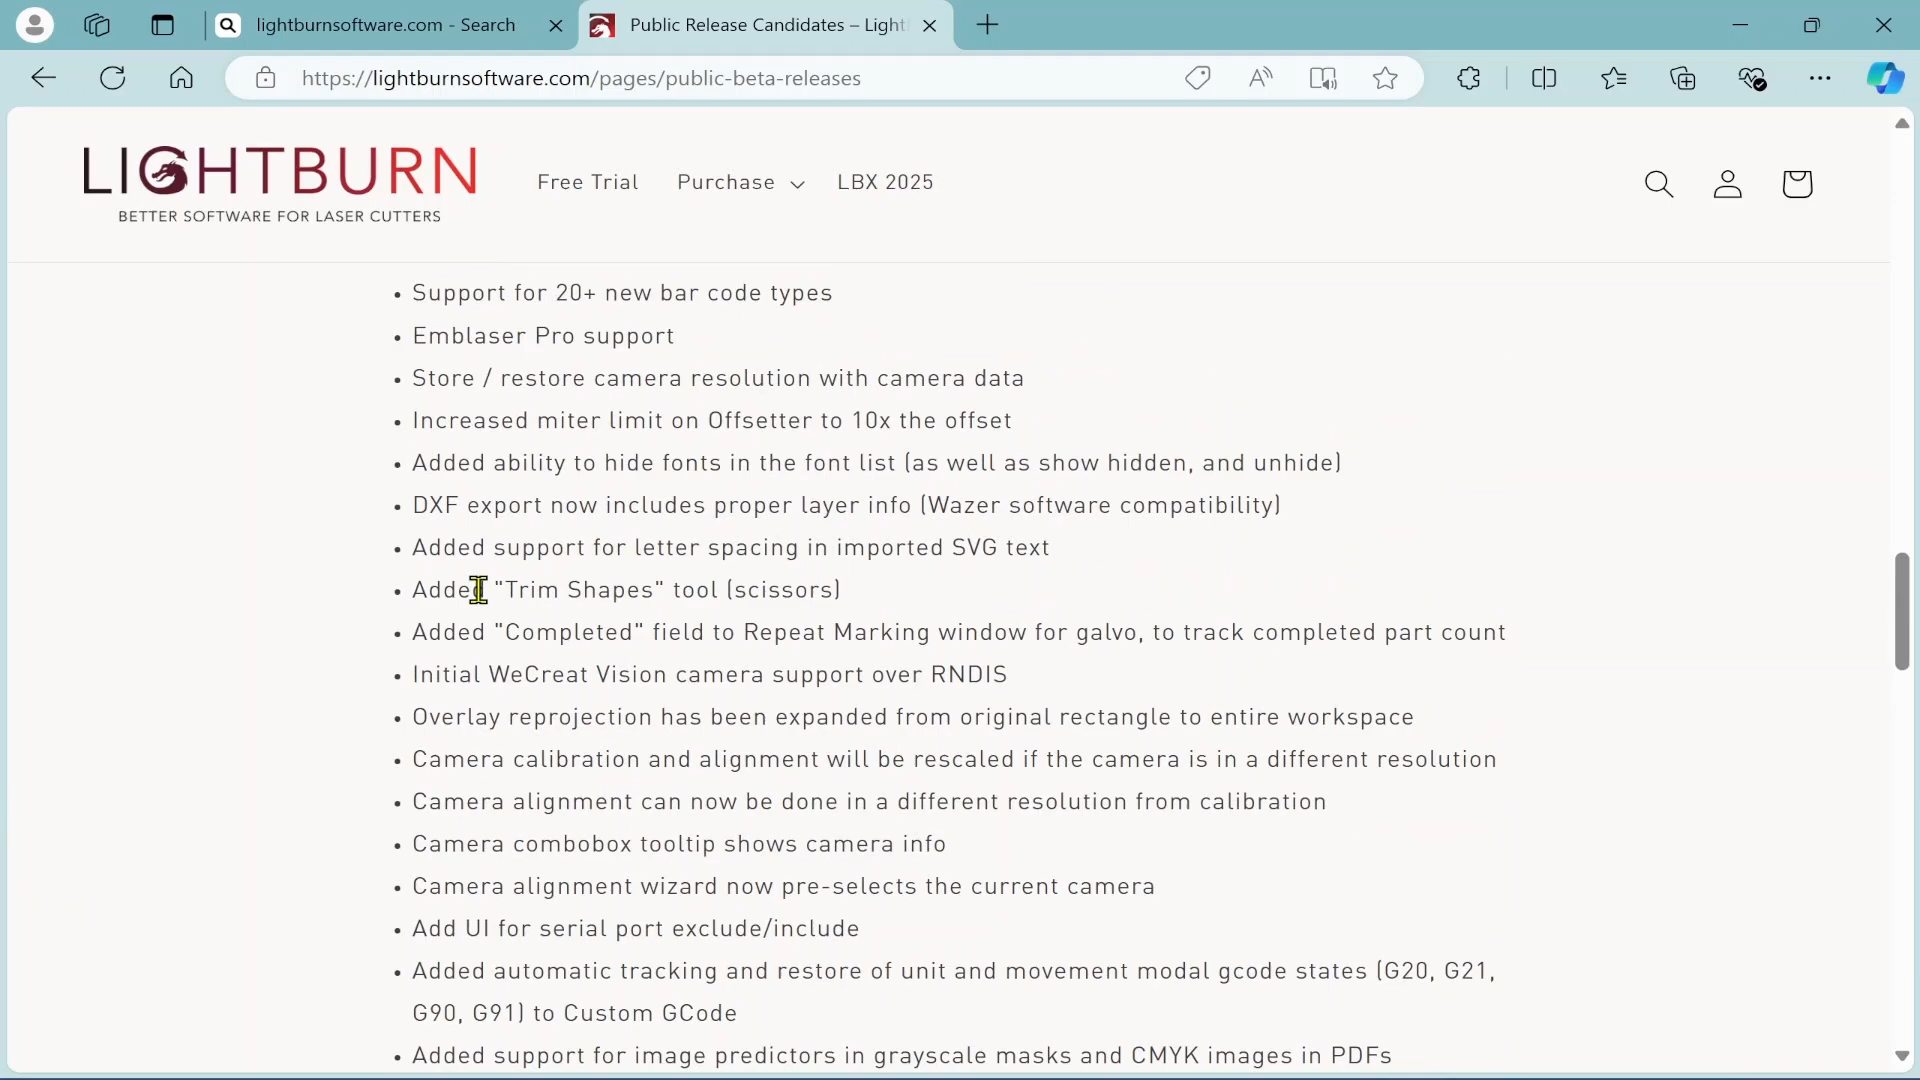 lightburnsoftware.com - Search
Public Release Candidates – Light
https://lightburnsoftware.com/pages/public-beta-releases
LIGHTBURN
BETTER SOFTWARE FOR LASER CUTTERS
Free Trial
Purchase
LBX 2025
• Support for 20+ new bar code types
• Emblaser Pro support
• Store / restore camera resolution with camera data
• Increased miter limit on Offsetter to 10x the offset
• Added ability to hide fonts in the font list (as well as show hidden, and unhide)
• DXF export now includes proper layer info (Wazer software compatibility)
• Added support for letter spacing in imported SVG text
• Added "Trim Shapes" tool (scissors)
• Added "Completed" field to Repeat Marking window for galvo, to track completed part count
• Initial WeCreat Vision camera support over RNDIS
• Overlay reprojection has been expanded from original rectangle to entire workspace
• Camera calibration and alignment will be rescaled if the camera is in a different resolution
• Camera alignment can now be done in a different resolution from calibration
• Camera combobox tooltip shows camera info
• Camera alignment wizard now pre-selects the current camera
• Add UI for serial port exclude/include
• Added automatic tracking and restore of unit and movement modal gcode states (G20, G21,
G90, G91) to Custom GCode
• Added support for image predictors in grayscale masks and CMYK images in PDFs